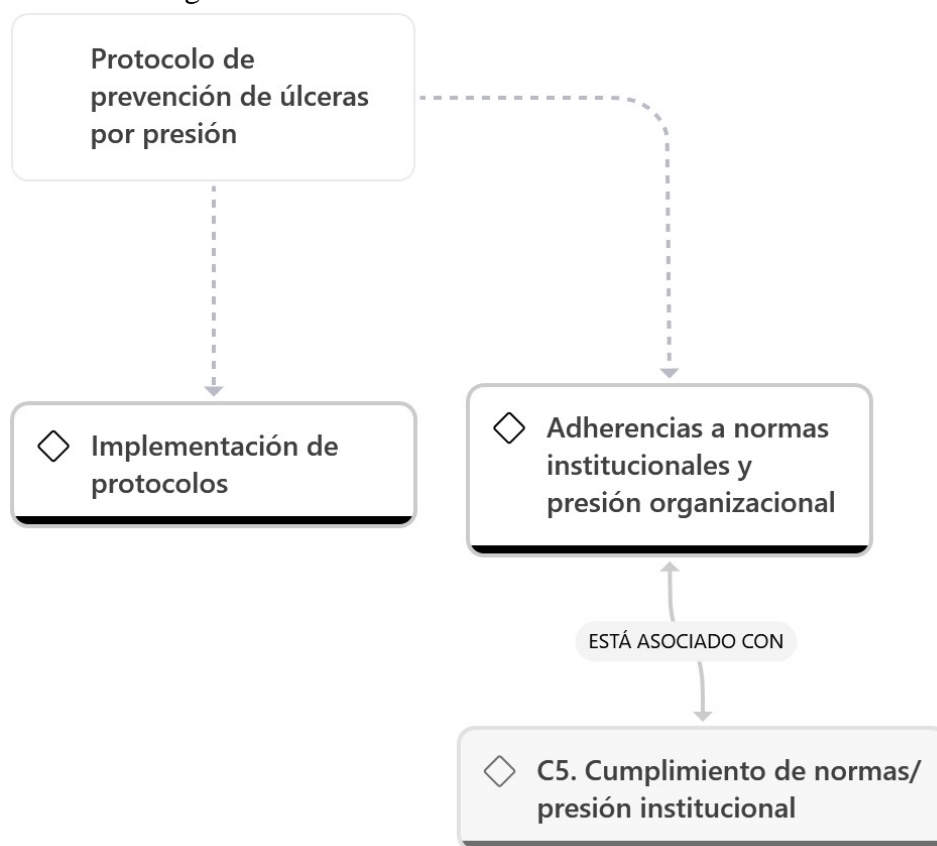 Protocolo de
prevención de úlceras
por presión
Implementación de
protocolos
Adherencias a normas
institucionales y
presión organizacional
ESTÁ ASOCIADO CON
C5. Cumplimiento de normas/
presión institucional